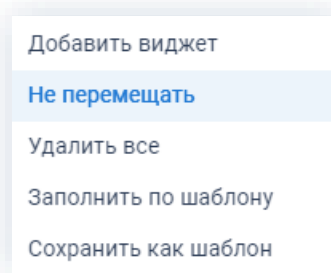 Добавить виджет
Не перемещать
Удалить все
Заполнить по шаблону
Сохранить как шаблон